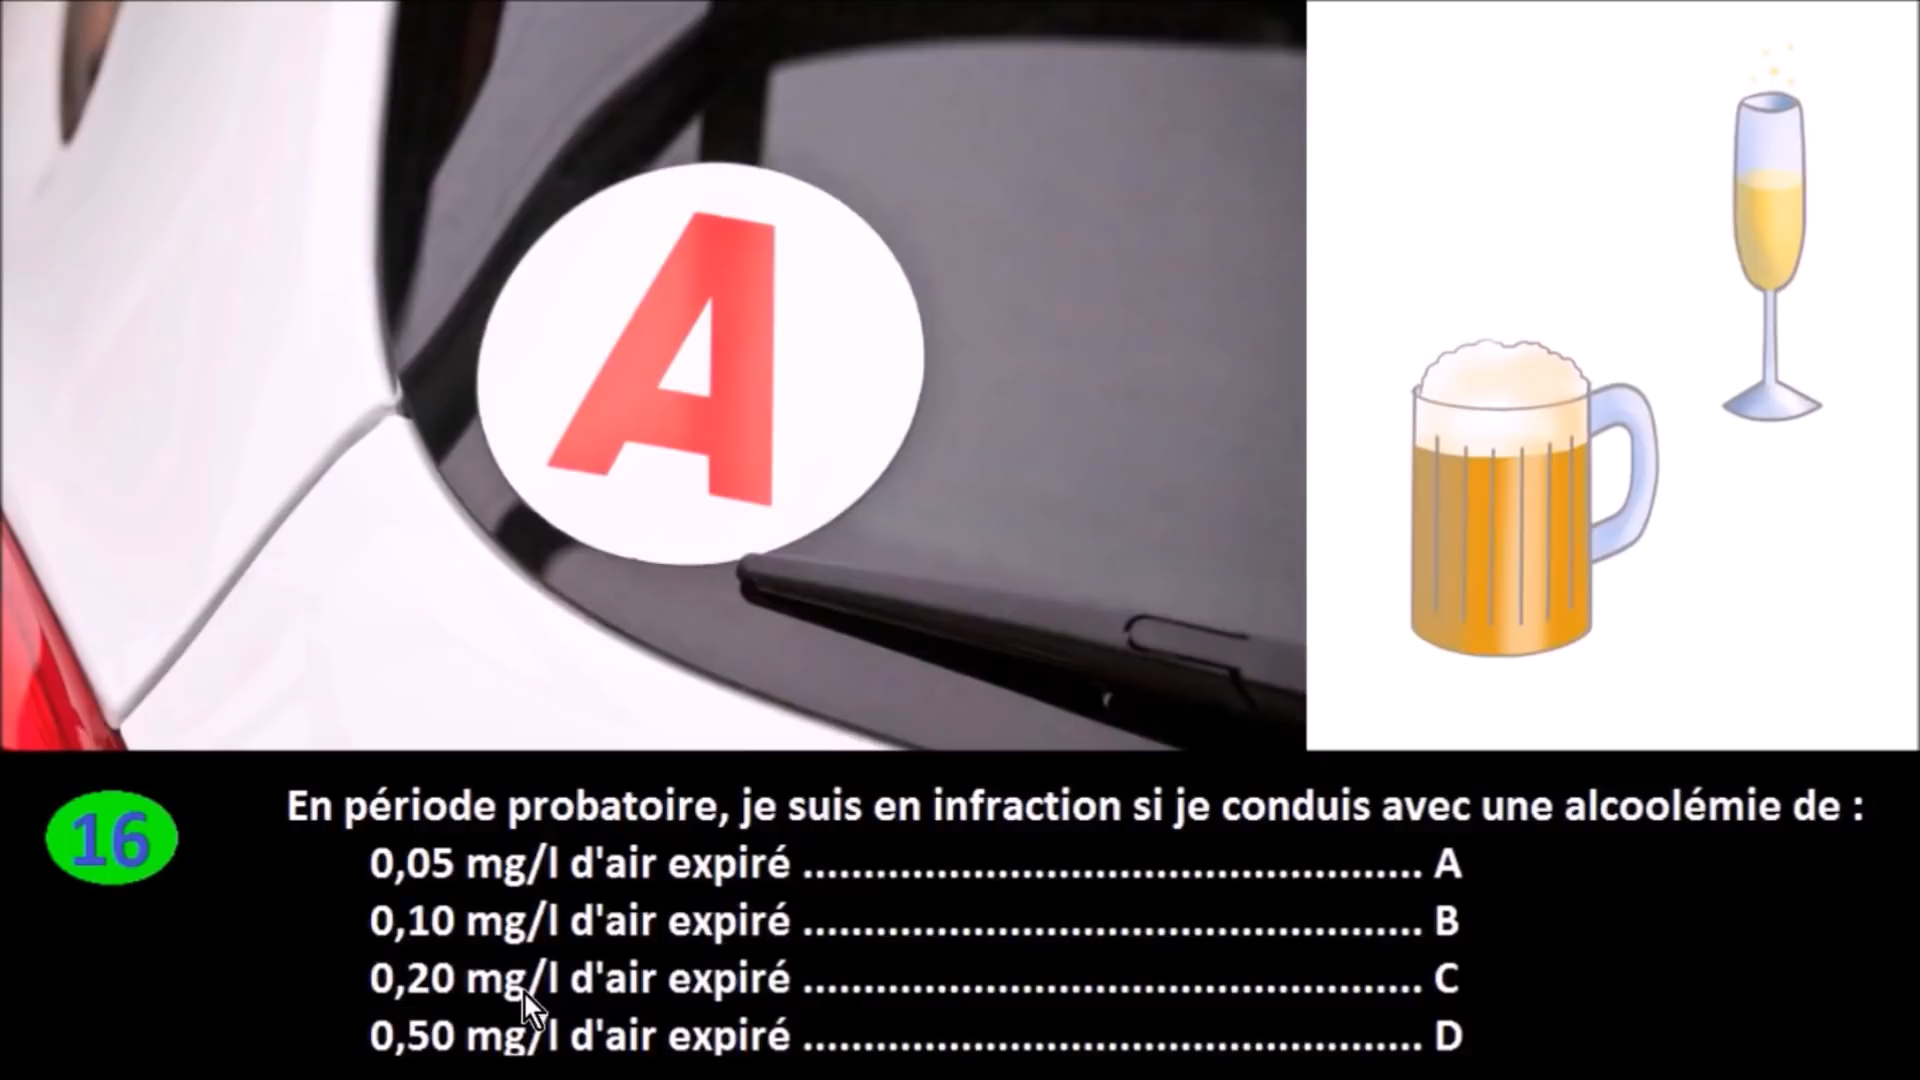 A
16
En période probatoire, je suis en infraction si je conduis avec une alcoolémie de :
0,05 mg/l d'air expiré ................................................... A
0,10 mg/l d'air expiré ................................................... B
0,20 mg/l d'air expiré ................................................... C
0,50 mg/l d'air expiré ................................................... D